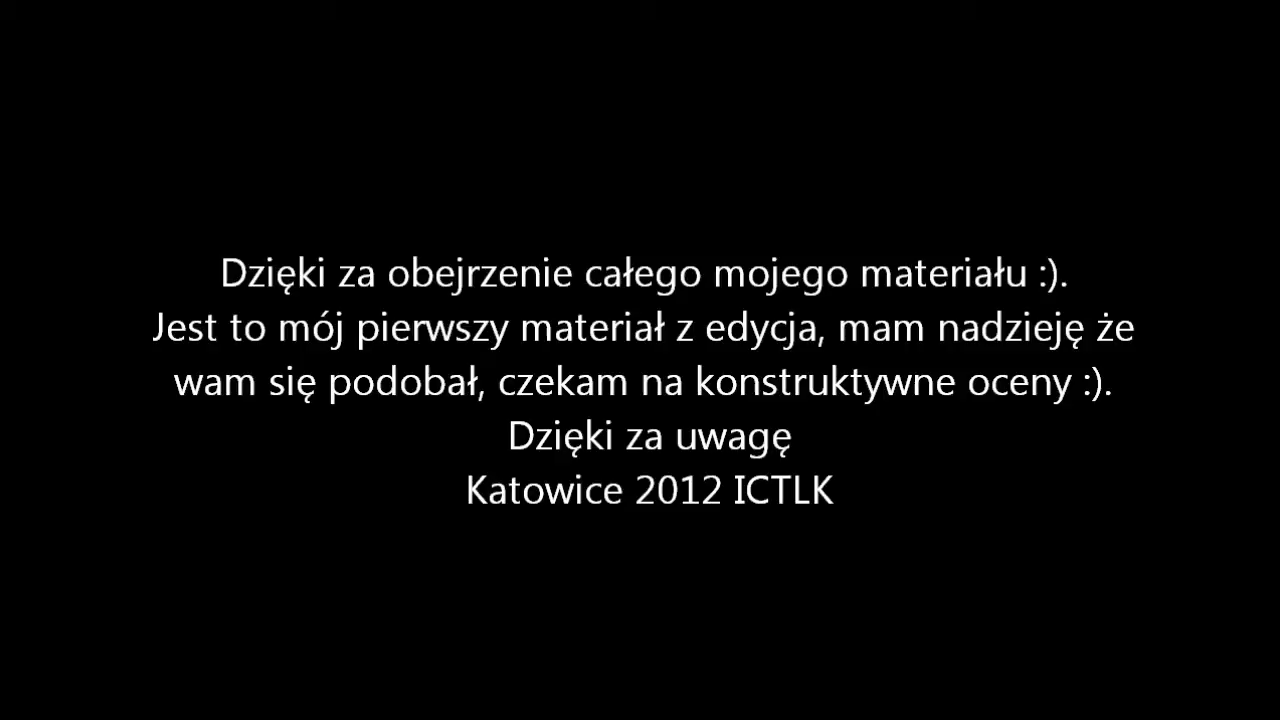 Dzięki za obejrzenie całego mojego materiału :).
Jest to mój pierwszy materiał z edycja, mam nadzieję że
wam się podobał, czekam na konstruktywne oceny :).
Dzięki za uwagę
Katowice 2012 ICTLK